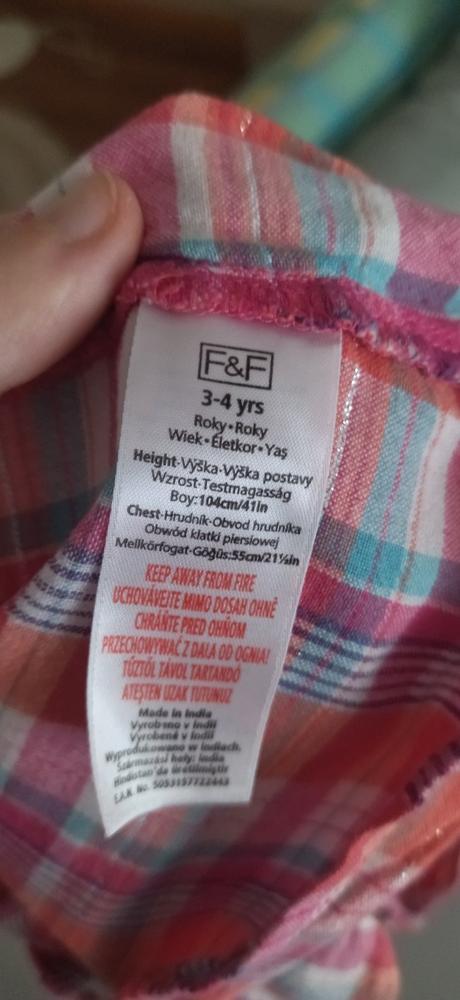 F&F
3-4 yrs
Roky•Roky
Wiek•Életkor•Yaş
Height-Výška-Výška postavy
Wzrost-Testmagasság
Boy:104cm/41in
Chest-Hrudník-Obvod hrudníka
Obwód klatki piersiowej
Mellkörfogat-Göğüs:55cm/21½in
KEEP AWAY FROM FIRE
UCHOVÁVEJTE MIMO DOSAH OHNĚ
CHRÁŇTE PRED OHŇOM
PRZECHOWYWAĆ Z DALA OD OGNIA!
TŰZTŐL TÁVOL TARTANDÓ
ATEŞTEN UZAK TUTUNUZ
Made in India
Vyrobeno v Indii
Vyrobené v Indii
Wyprodukowano w Indiach.
Származási hely: India
Hindistan'da üretilmiştir
E.A.N. No. 5053157722443